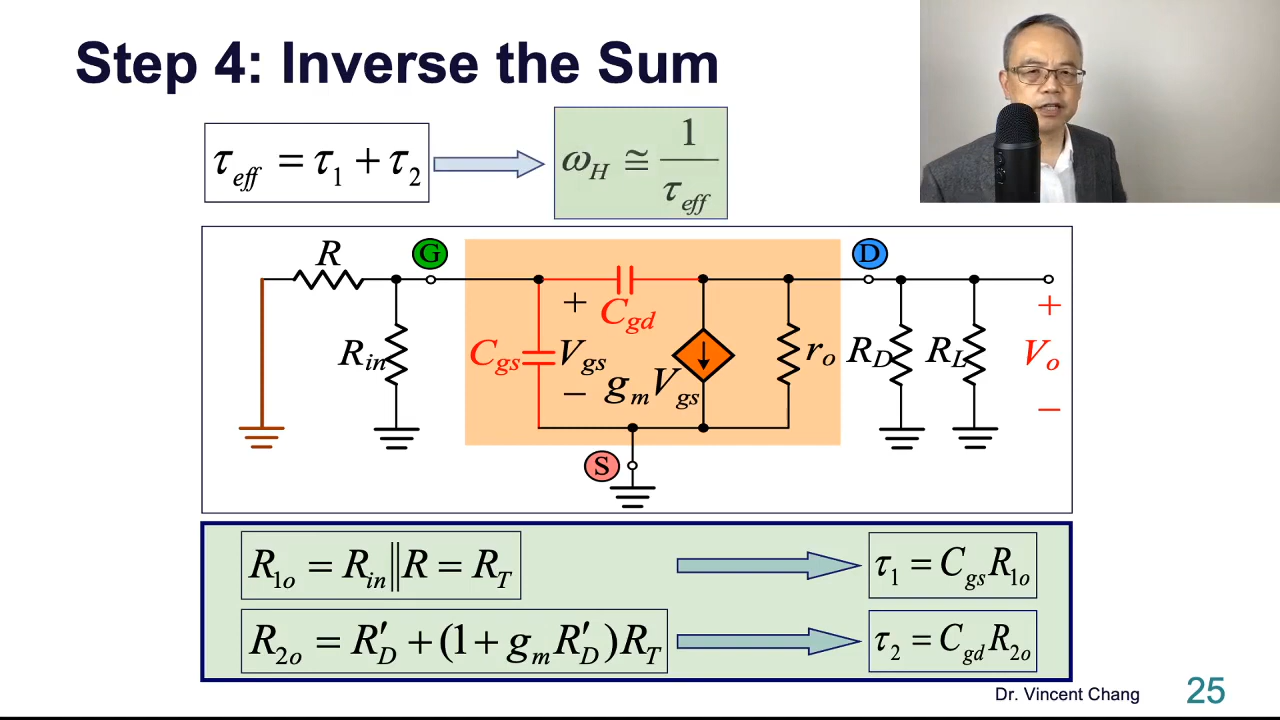 Step 4: Inverse the Sum
τ_eff = τ_1 + τ_2
ω_H ≅ 1/τ_eff
R
G
D
+
C_gd
R_in
C_gs
V_gs
−
g_m V_gs
r_o
R_D
R_L
+
V_o
−
S
R_1o = R_in‖R = R_T
τ_1 = C_gs R_1o
R_2o = R′_D + (1 + g_m R′_D)R_T
τ_2 = C_gd R_2o
Dr. Vincent Chang
25